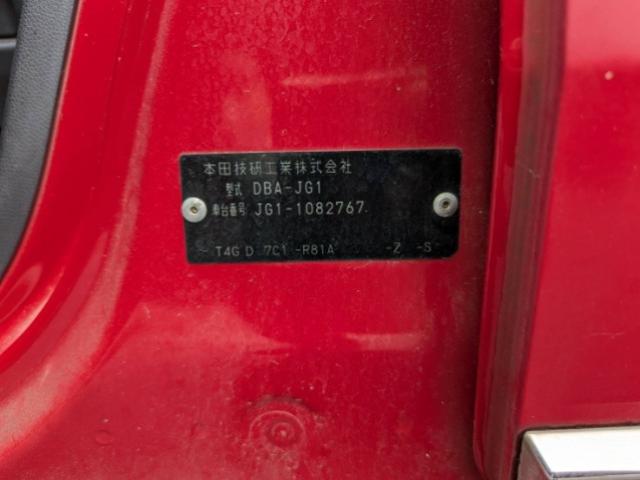 本田技研工業株式会社
型式 DBA-JG1
車台番号 JG1-1082767
- T4G D 7C1 -R81A -Z -S